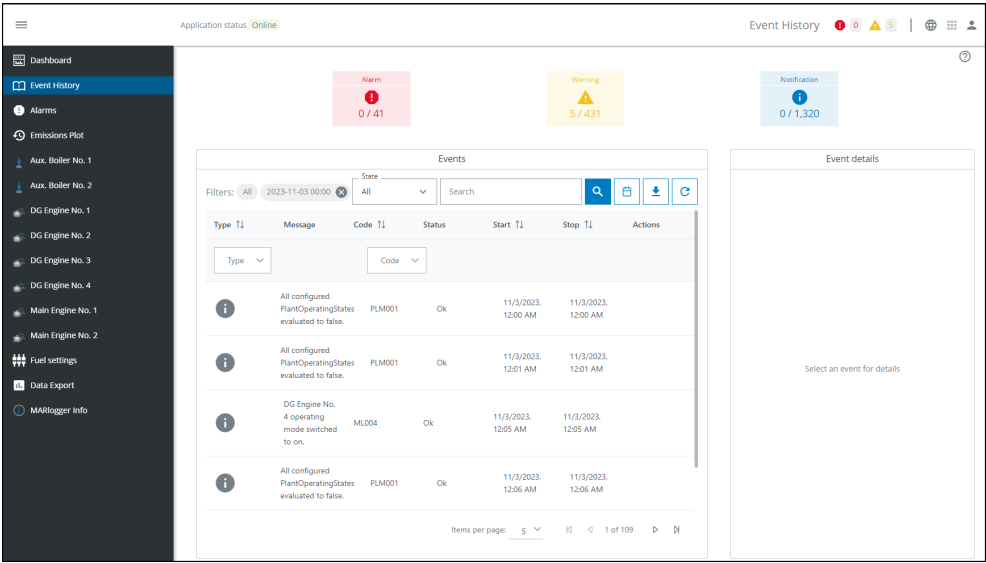 Application status Online
Event History 0 5
Dashboard
Event History
Alarms
Emissions Plot
Aux. Boiler No. 1
Aux. Boiler No. 2
DG Engine No. 1
DG Engine No. 2
DG Engine No. 3
DG Engine No. 4
Main Engine No. 1
Main Engine No. 2
Fuel settings
Data Export
MARlogger Info
Alarm
0 / 41
Warning
5 / 431
Notification
0 / 1,320
Events
Filters: All 2023-11-03 00:00
State
All
Search
Type Message Code Status Start Stop Actions
Type Code
All configured
PlantOperatingStates
evaluated to false.
PLM001 Ok
11/3/2023,
12:00 AM
11/3/2023,
12:00 AM
All configured
PlantOperatingStates
evaluated to false.
PLM001 Ok
11/3/2023,
12:01 AM
11/3/2023,
12:01 AM
DG Engine No.
4 operating
mode switched
to on.
ML004 Ok
11/3/2023,
12:05 AM
11/3/2023,
12:05 AM
All configured
PlantOperatingStates
evaluated to false.
PLM001 Ok
11/3/2023,
12:06 AM
11/3/2023,
12:06 AM
Items per page: 5 1 of 109
Event details
Select an event for details